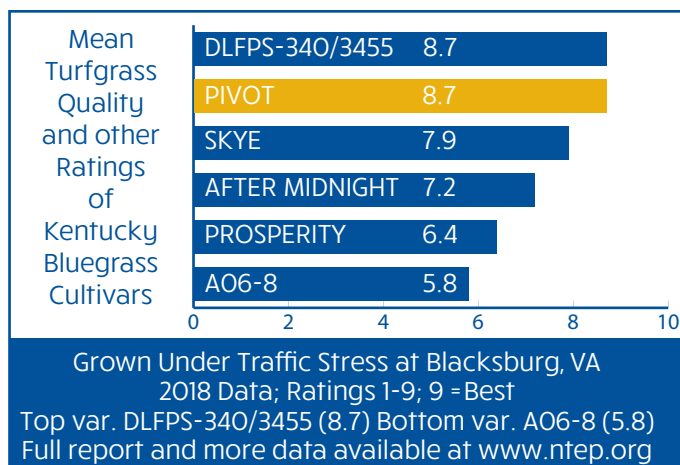 Mean
Turfgrass
Quality
and other
Ratings
of
Kentucky
Bluegrass
Cultivars
DLFPS-340/3455 8.7
PIVOT 8.7
SKYE 7.9
AFTER MIDNIGHT 7.2
PROSPERITY 6.4
A06-8 5.8
0 2 4 6 8 10
Grown Under Traffic Stress at Blacksburg, VA
2018 Data; Ratings 1-9; 9 =Best
Top var. DLFPS-340/3455 (8.7) Bottom var. A06-8 (5.8)
Full report and more data available at www.ntep.org